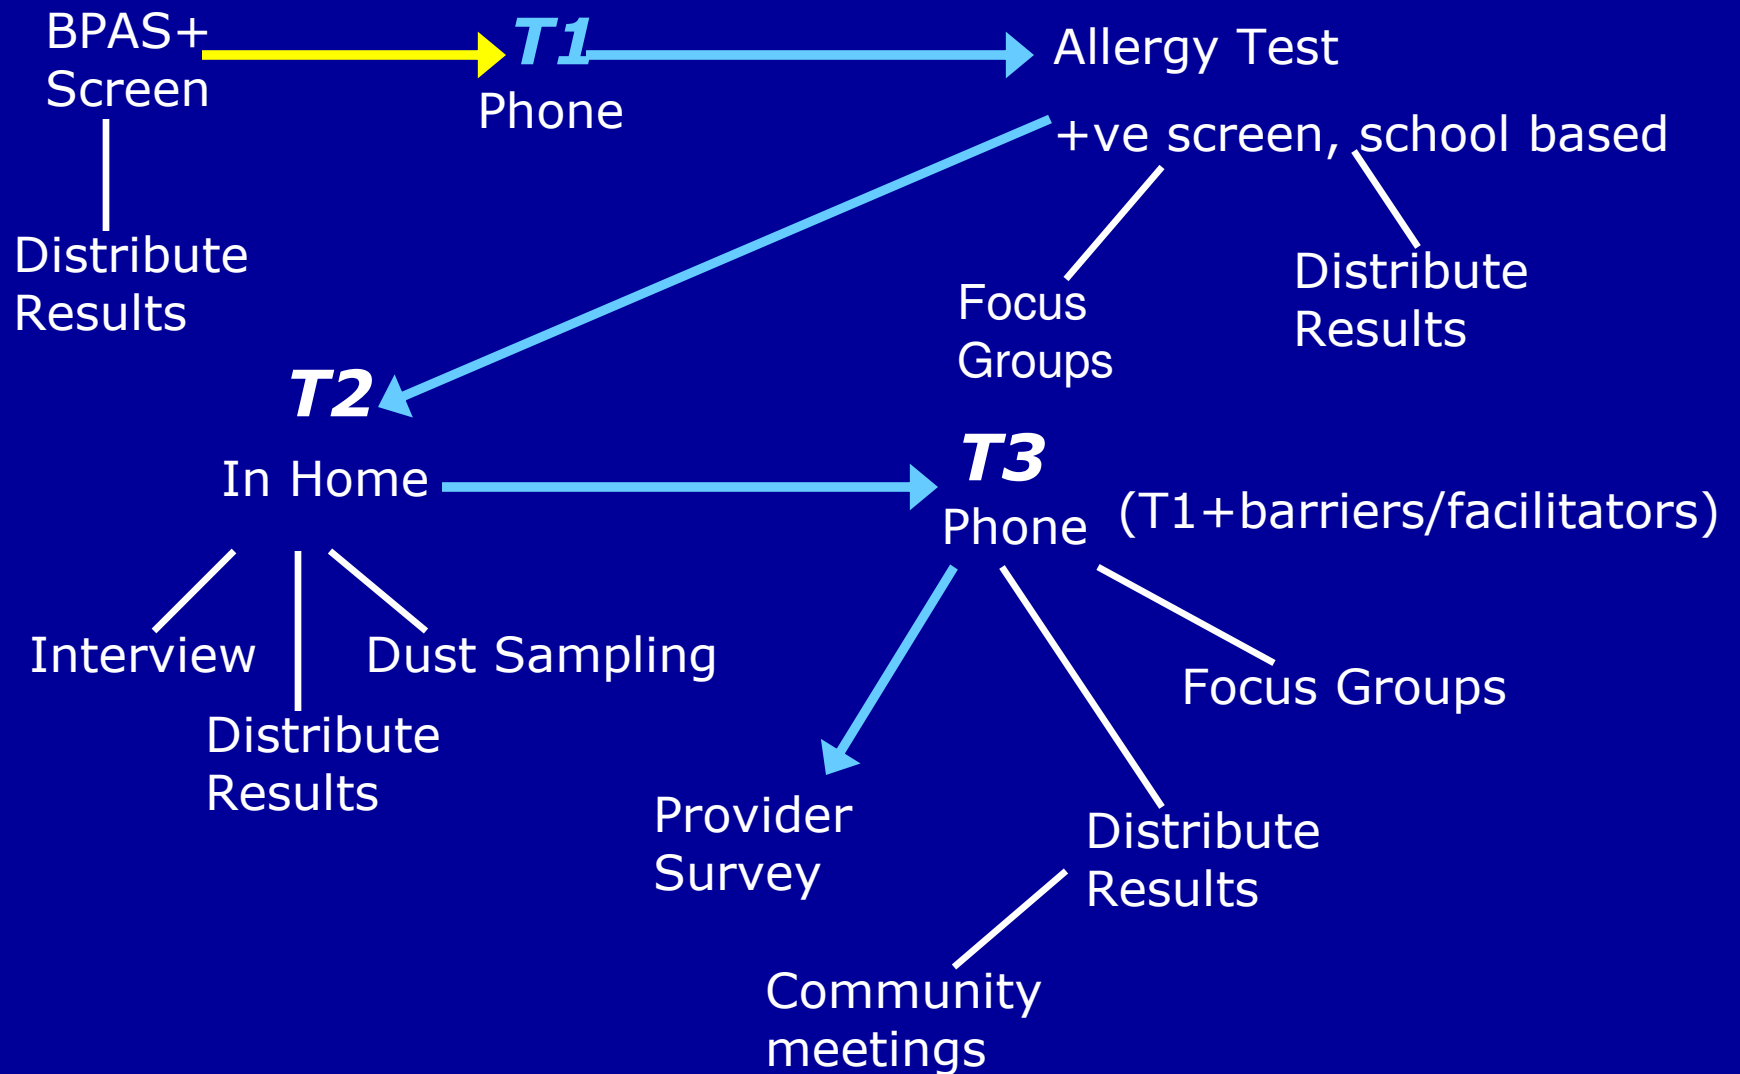 BPAS+
Screen
T1
Phone
Allergy Test
+ve screen, school based
Distribute
Results
Focus
Groups
Distribute
Results
T2
In Home
T3
Phone
(T1+barriers/facilitators)
Interview
Dust Sampling
Distribute
Results
Focus Groups
Provider
Survey
Distribute
Results
Community
meetings